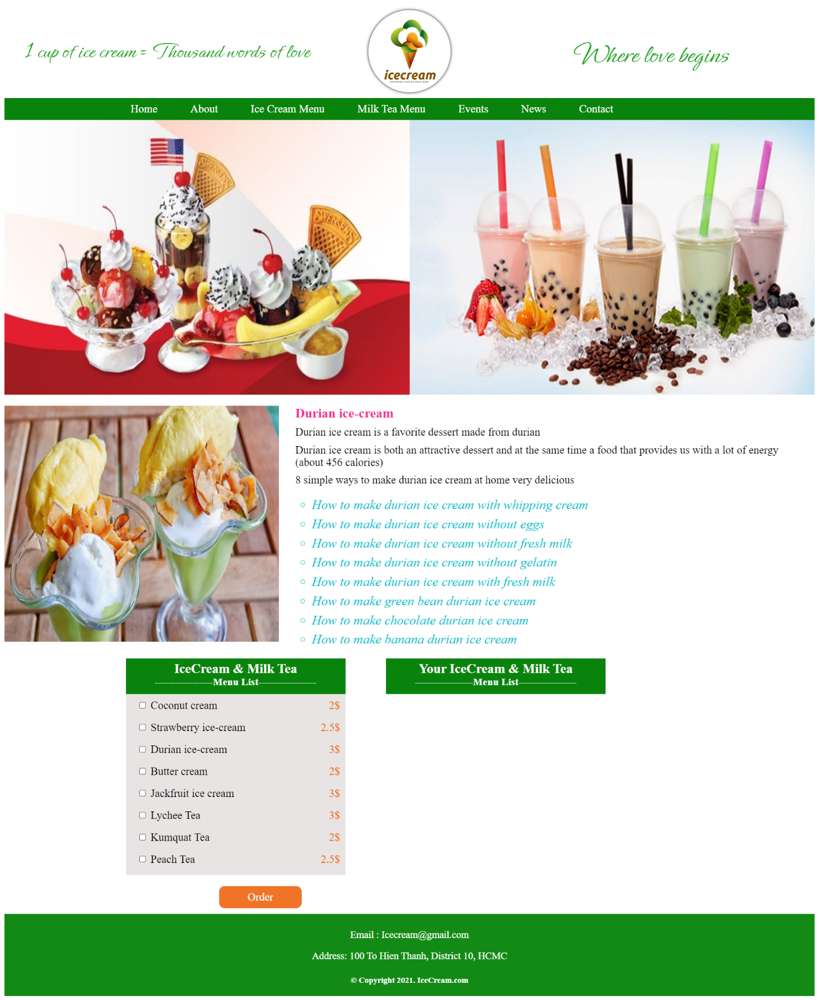 1 cup of ice cream = Thousand words of love
icecream
Where love begins
Home About Ice Cream Menu Milk Tea Menu Events News Contact
SWENSEN'S
SWENSEN'S
Durian ice-cream
Durian ice cream is a favorite dessert made from durian
Durian ice cream is both an attractive dessert and at the same time a food that provides us with a lot of energy
(about 456 calories)
8 simple ways to make durian ice cream at home very delicious
How to make durian ice cream with whipping cream
How to make durian ice cream without eggs
How to make durian ice cream without fresh milk
How to make durian ice cream without gelatin
How to make durian ice cream with fresh milk
How to make green bean durian ice cream
How to make chocolate durian ice cream
How to make banana durian ice cream
IceCream & Milk Tea
-----------------Menu List-----------------
Coconut cream 2$
Strawberry ice-cream 2.5$
Durian ice-cream 3$
Butter cream 2$
Jackfruit ice cream 3$
Lychee Tea 3$
Kumquat Tea 2$
Peach Tea 2.5$
Your IceCream & Milk Tea
-----------------Menu List-----------------
Order
Email : Icecream@gmail.com
Address: 100 To Hien Thanh, District 10, HCMC
© Copyright 2021. IceCream.com